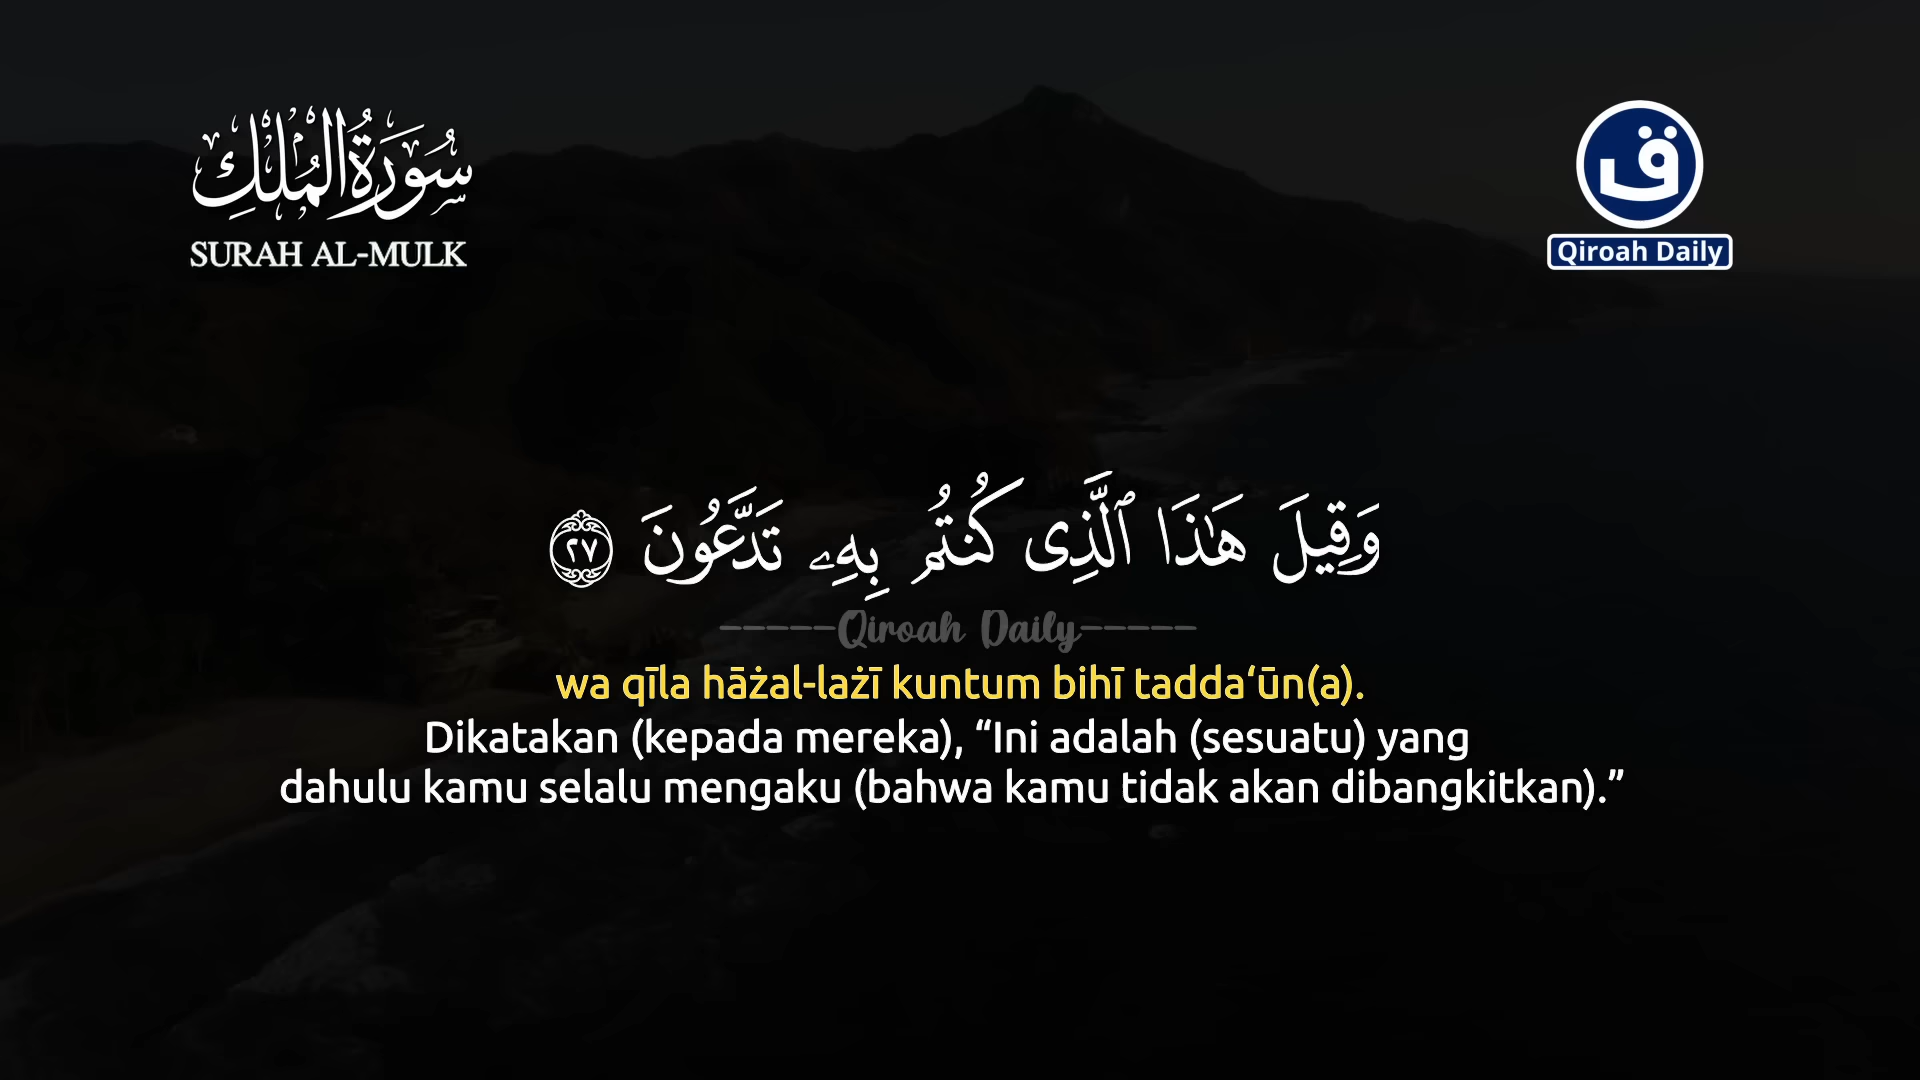 سُورَةُ الْمُلْكِ
SURAH AL-MULK
ق
Qiroah Daily
وَقِيلَ هَٰذَا ٱلَّذِى كُنتُم بِهِۦ تَدَّعُونَ ٢٧
-----Qiroah Daily-----
wa qīla hāżal-lażī kuntum bihī tadda‘ūn(a).
Dikatakan (kepada mereka), “Ini adalah (sesuatu) yang
dahulu kamu selalu mengaku (bahwa kamu tidak akan dibangkitkan).”